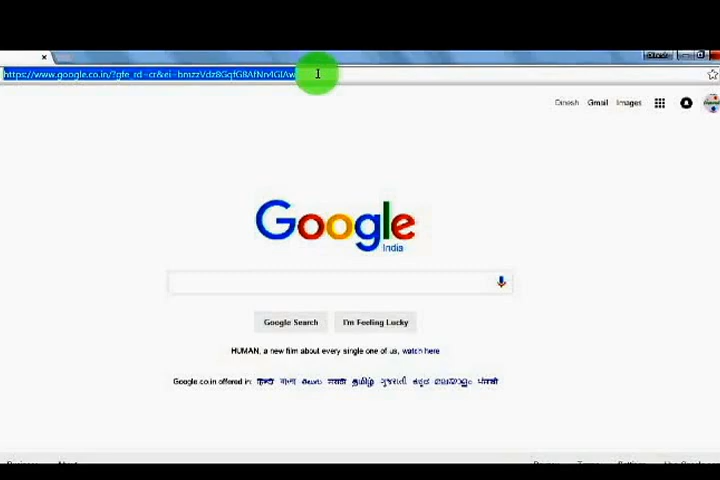 https://www.google.co.in/?gfe_rd=cr&ei=
Dinesh Gmail Images
Google
India
Google Search I'm Feeling Lucky
HUMAN, a new film about every single one of us, watch here
Google.co.in offered in: हिन्दी বাংলা తెలుగు मराठी தமிழ் ગુજરાતી ಕನ್ನಡ മലയാളം ਪੰਜਾਬੀ